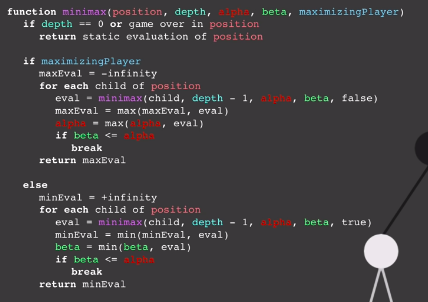 function minimax(position, depth, alpha, beta, maximizingPlayer)
if depth == 0 or game over in position
return static evaluation of position
if maximizingPlayer
maxEval = -infinity
for each child of position
eval = minimax(child, depth - 1, alpha, beta, false)
maxEval = max(maxEval, eval)
alpha = max(alpha, eval)
if beta <= alpha
break
return maxEval
else
minEval = +infinity
for each child of position
eval = minimax(child, depth - 1, alpha, beta, true)
minEval = min(minEval, eval)
beta = min(beta, eval)
if beta <= alpha
break
return minEval